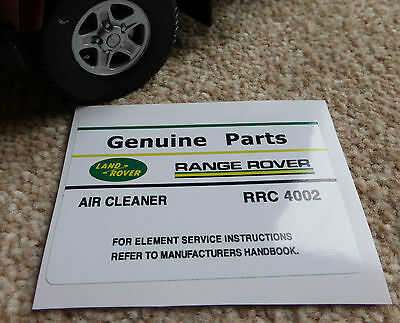 Genuine Parts
LAND ROVER RANGE ROVER
AIR CLEANER RRC 4002
FOR ELEMENT SERVICE INSTRUCTIONS
REFER TO MANUFACTURERS HANDBOOK.